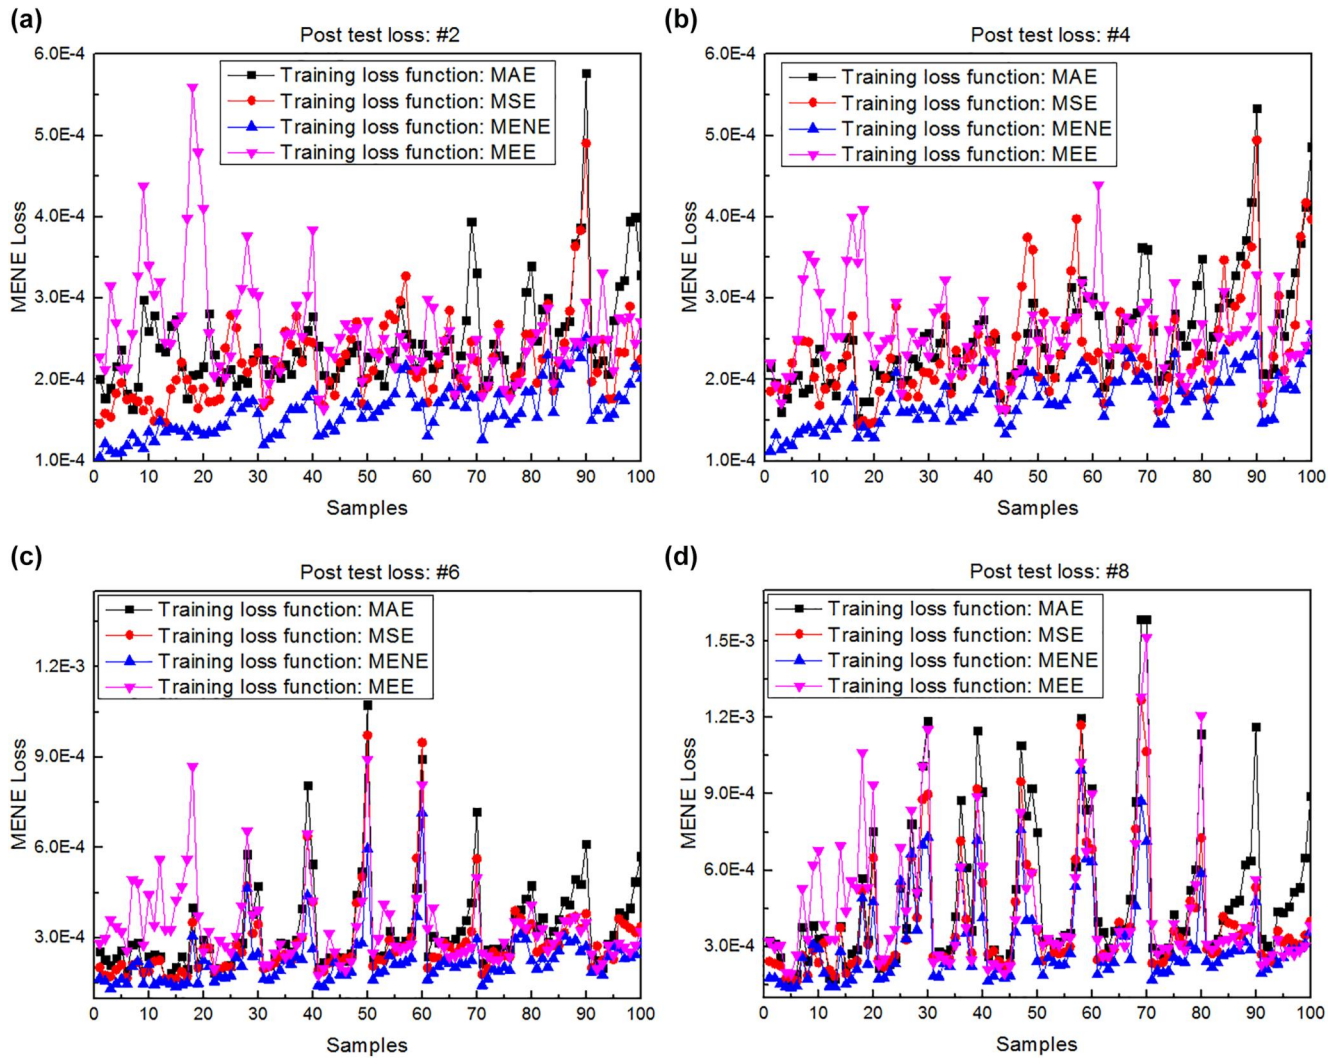 (a)
Post test loss: #2
6.0E-4
5.0E-4
4.0E-4
3.0E-4
2.0E-4
1.0E-4
MENE Loss
Training loss function: MAE
Training loss function: MSE
Training loss function: MENE
Training loss function: MEE
0 10 20 30 40 50 60 70 80 90 100
Samples
(b)
Post test loss: #4
6.0E-4
5.0E-4
4.0E-4
3.0E-4
2.0E-4
1.0E-4
MENE Loss
Training loss function: MAE
Training loss function: MSE
Training loss function: MENE
Training loss function: MEE
0 10 20 30 40 50 60 70 80 90 100
Samples
(c)
Post test loss: #6
1.2E-3
9.0E-4
6.0E-4
3.0E-4
MENE Loss
Training loss function: MAE
Training loss function: MSE
Training loss function: MENE
Training loss function: MEE
0 10 20 30 40 50 60 70 80 90 100
Samples
(d)
Post test loss: #8
1.5E-3
1.2E-3
9.0E-4
6.0E-4
3.0E-4
MENE Loss
Training loss function: MAE
Training loss function: MSE
Training loss function: MENE
Training loss function: MEE
0 10 20 30 40 50 60 70 80 90 100
Samples